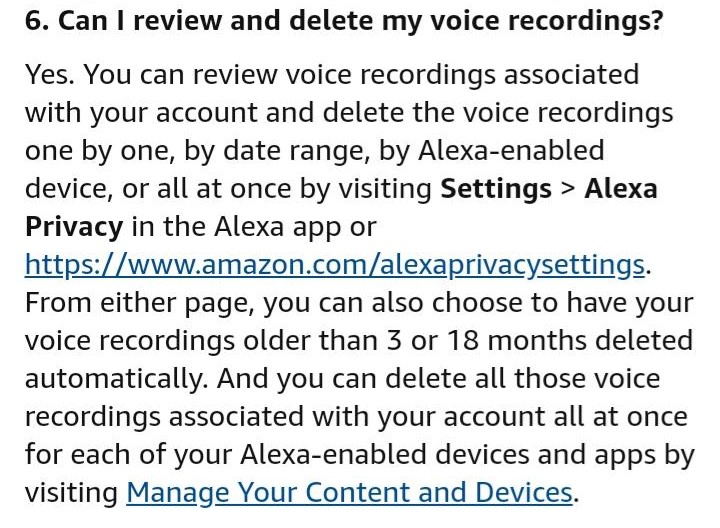 6. Can I review and delete my voice recordings?
Yes. You can review voice recordings associated
with your account and delete the voice recordings
one by one, by date range, by Alexa-enabled
device, or all at once by visiting Settings > Alexa
Privacy in the Alexa app or
https://www.amazon.com/alexaprivacysettings.
From either page, you can also choose to have your
voice recordings older than 3 or 18 months deleted
automatically. And you can delete all those voice
recordings associated with your account all at once
for each of your Alexa-enabled devices and apps by
visiting Manage Your Content and Devices.